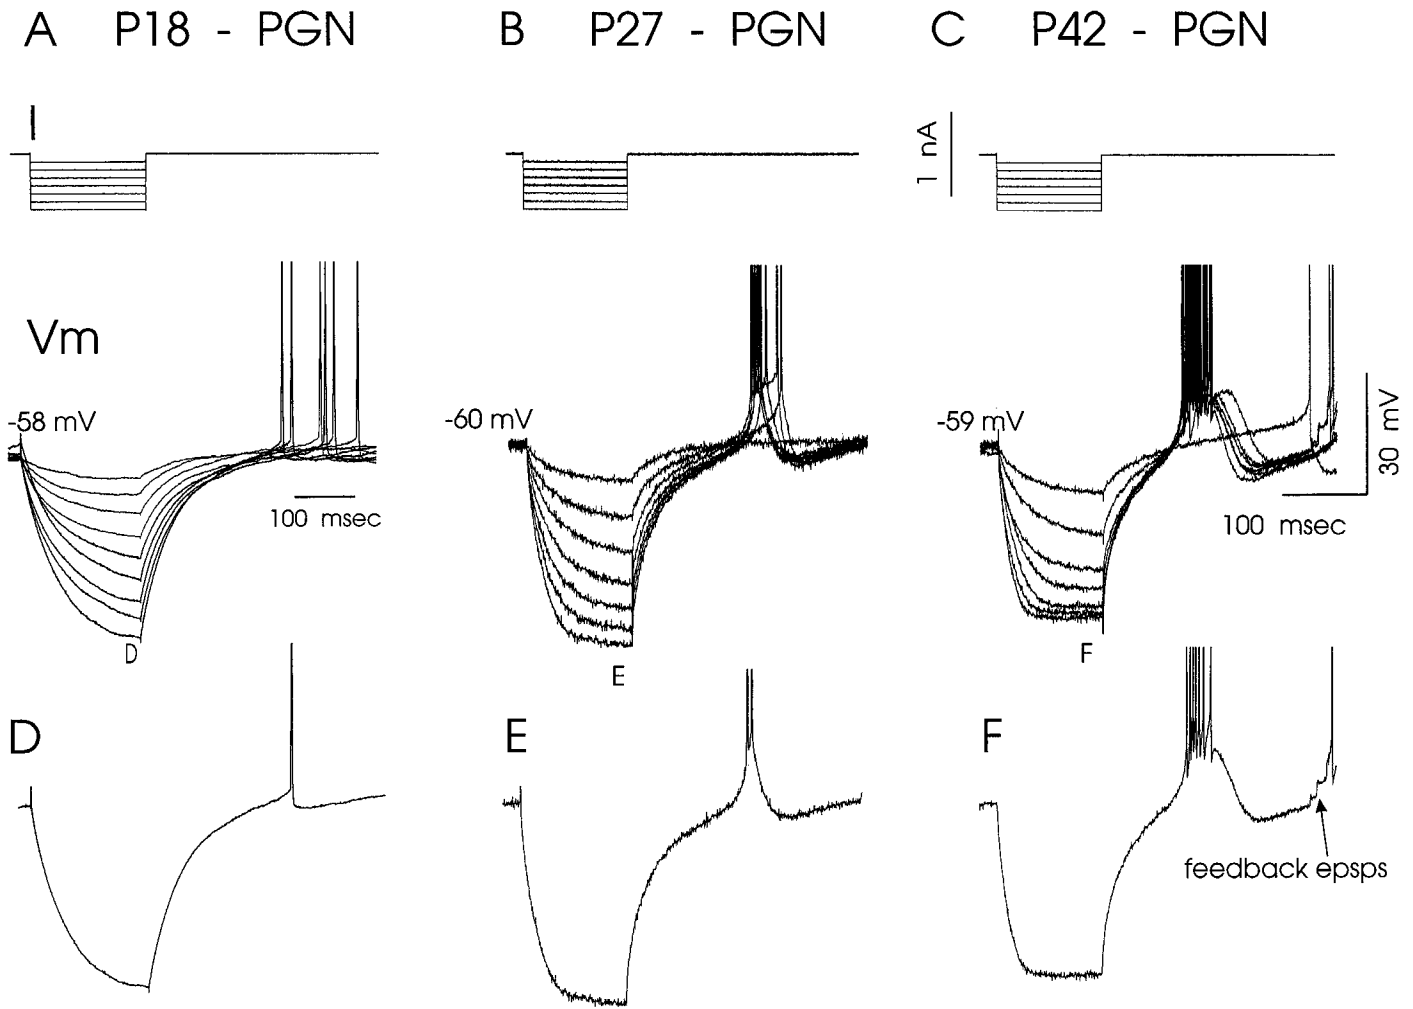 A P18 - PGN
B P27 - PGN
C P42 - PGN
I
1 nA
Vm
-58 mV
-60 mV
-59 mV
30 mV
100 msec
100 msec
D
E
F
D
E
F
feedback epsps